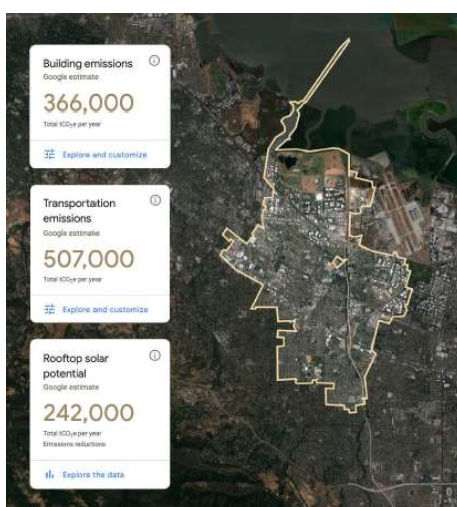 Building emissions
Google estimate
366,000
Total tCO₂e per year
Explore and customize
Transportation
emissions
Google estimate
507,000
Total tCO₂e per year
Explore and customize
Rooftop solar
potential
Google estimate
242,000
Total tCO₂e per year
Emissions reductions
Explore the data